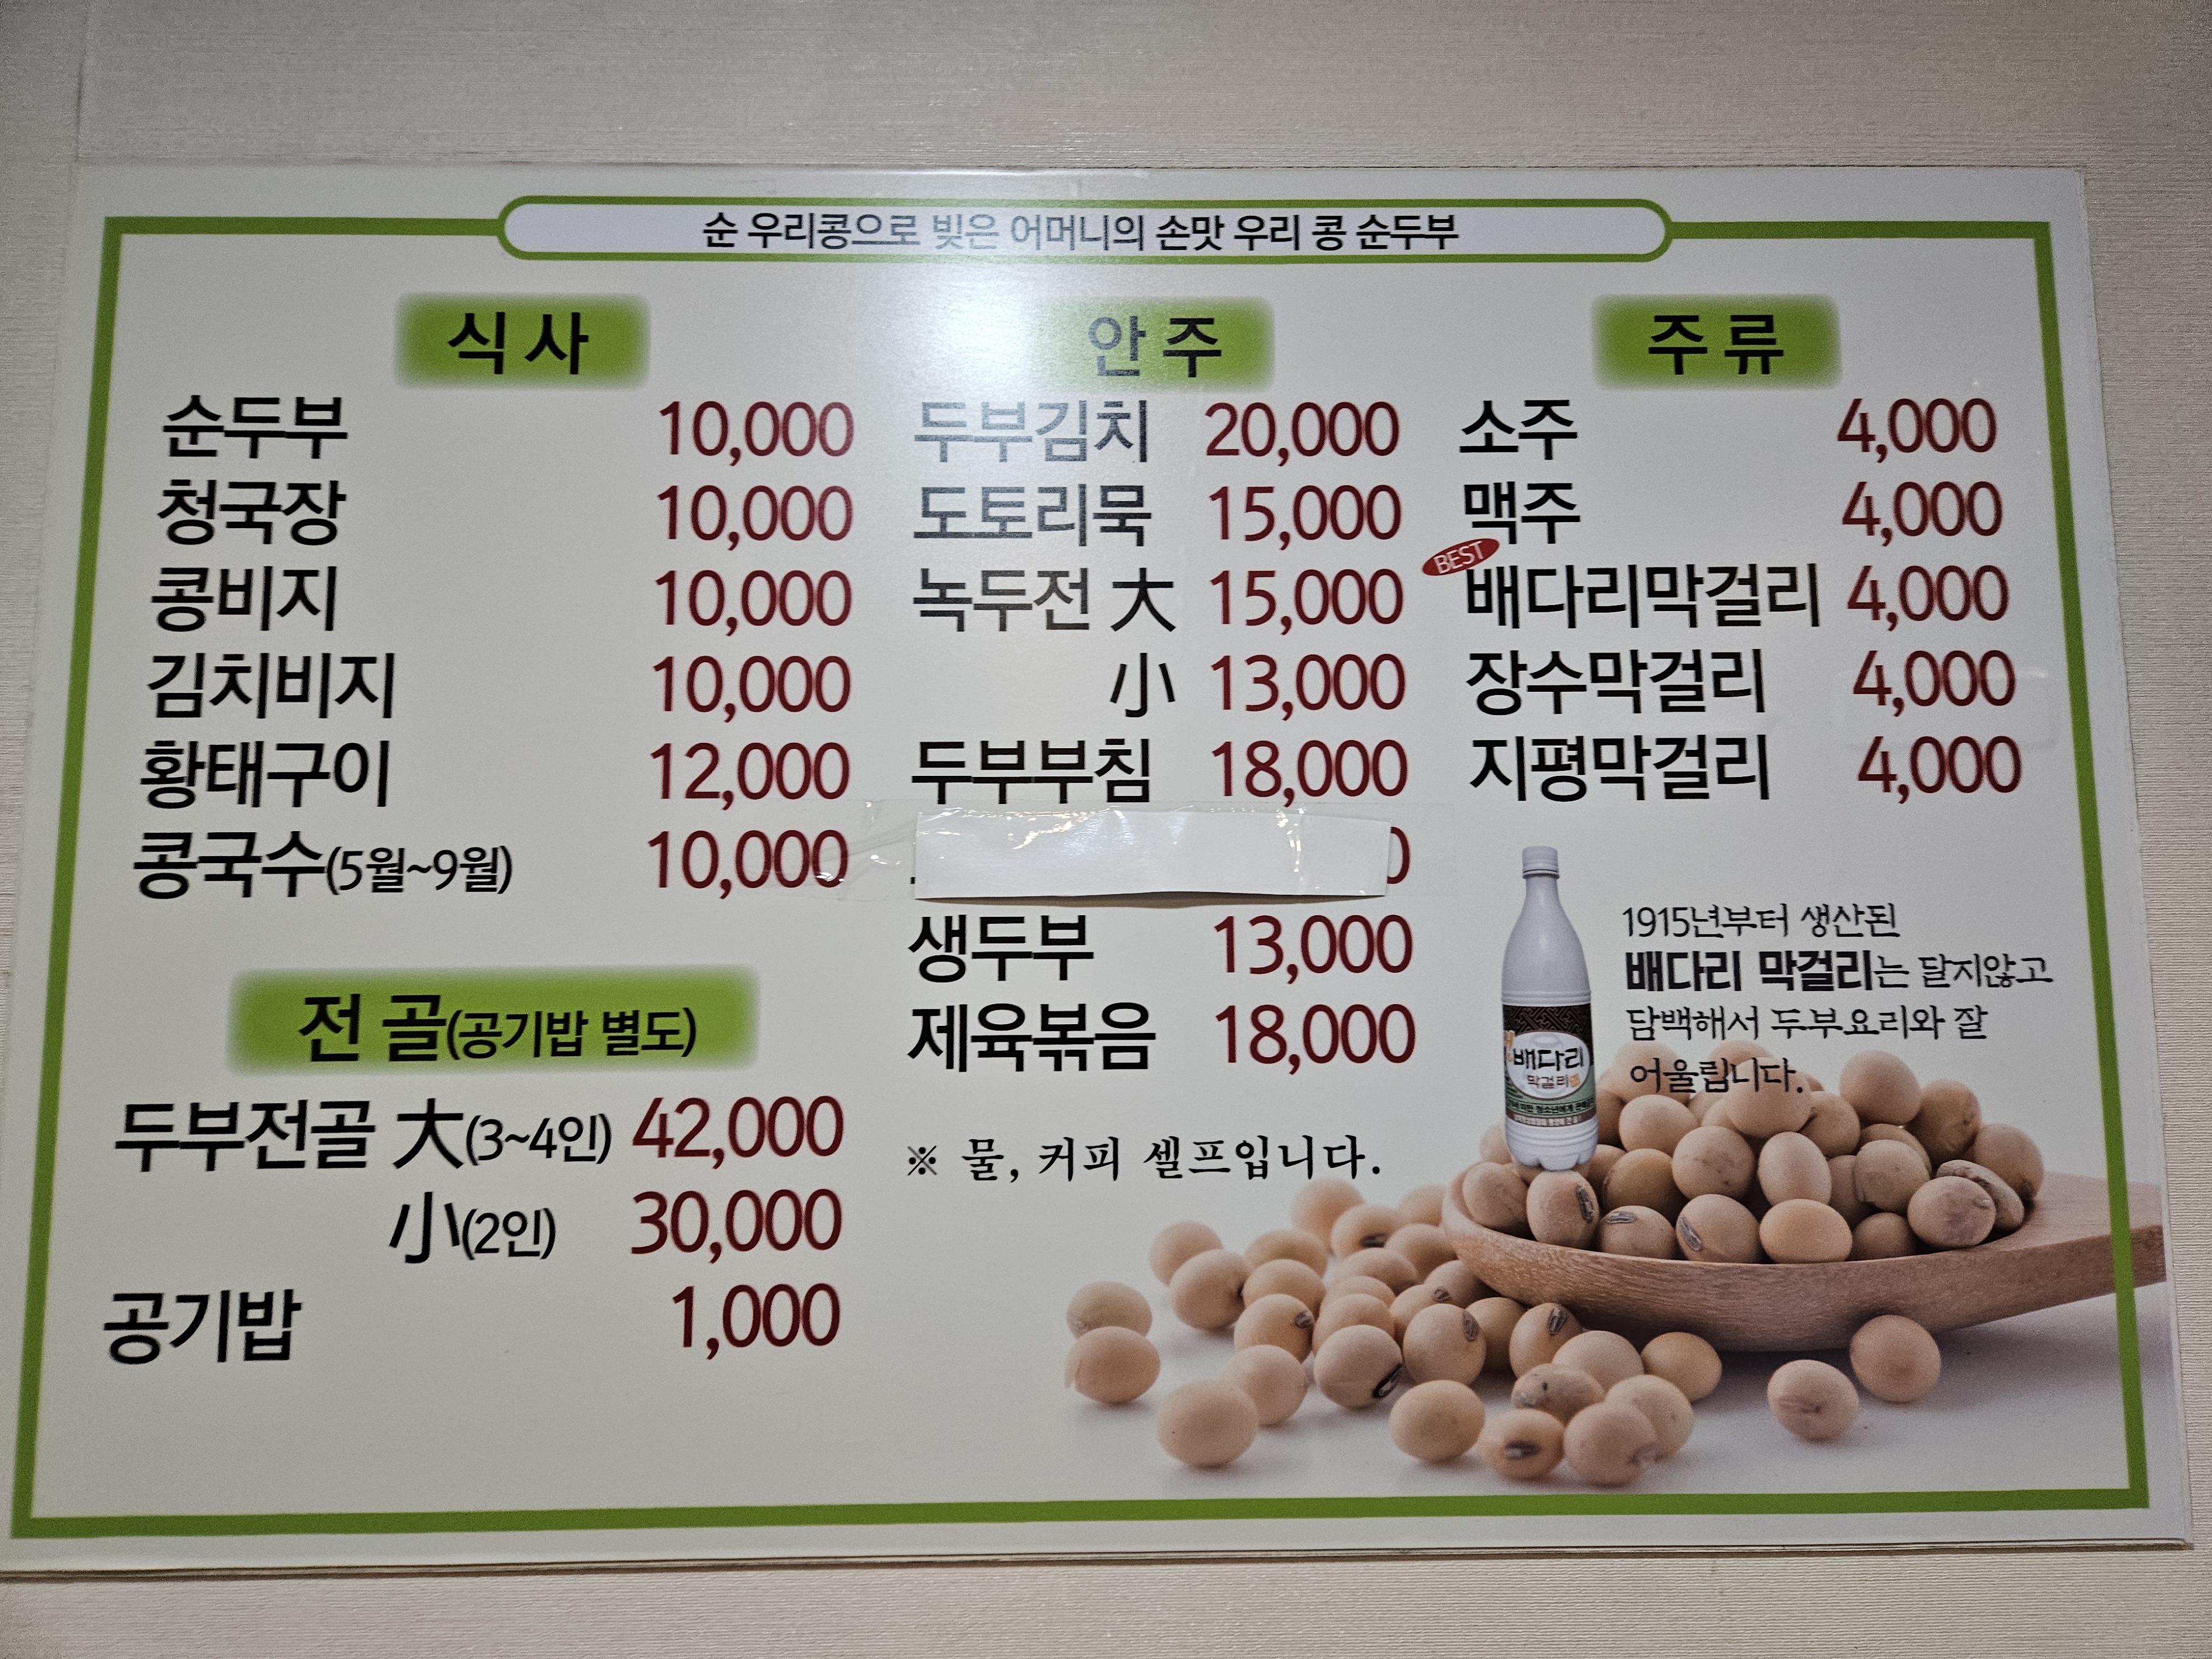 순 우리콩으로 빚은 어머니의 손맛 우리 콩 순두부
식 사
순두부 10,000
청국장 10,000
콩비지 10,000
김치비지 10,000
황태구이 12,000
콩국수(5월~9월) 10,000
전 골(공기밥 별도)
두부전골 大(3~4인) 42,000
小(2인) 30,000
공기밥 1,000
안 주
두부김치 20,000
도토리묵 15,000
녹두전 大 15,000
小 13,000
두부부침 18,000
생두부 13,000
제육볶음 18,000
※ 물, 커피 셀프입니다.
주 류
소주 4,000
맥주 4,000
BEST
배다리막걸리 4,000
장수막걸리 4,000
지평막걸리 4,000
1915년부터 생산된
배다리 막걸리는 달지않고
담백해서 두부요리와 잘
어울립니다.
배다리
막걸리